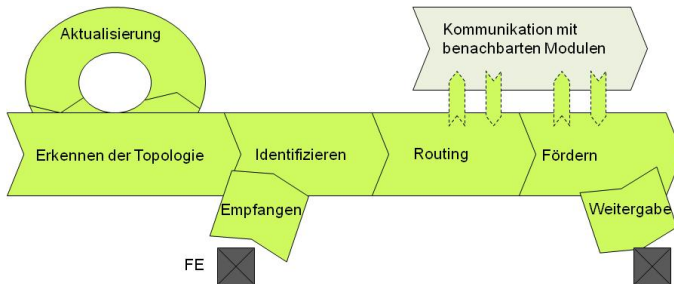 Aktualisierung
Kommunikation mit
benachbarten Modulen
Erkennen der Topologie
Identifizieren
Routing
Fördern
Empfangen
Weitergabe
FE